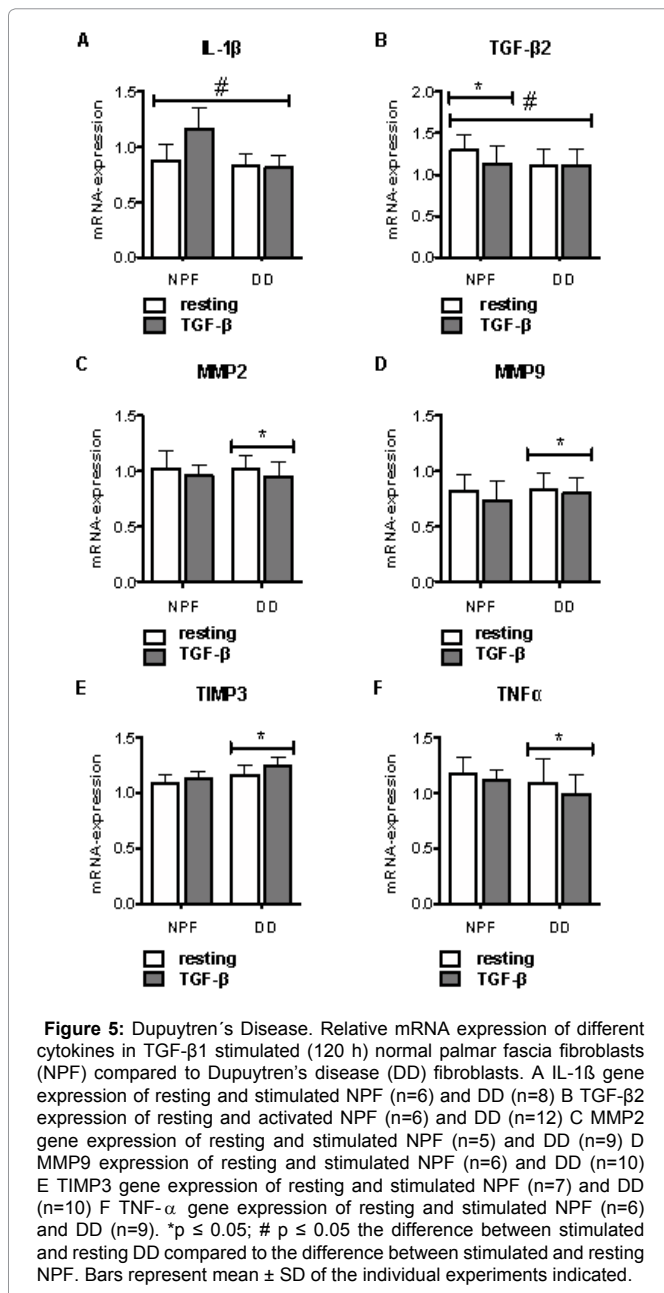 A
IL-1β
#
1.5
1.0
0.5
0.0
mRNA-expression
NPF
DD
resting
TGF-β
B
TGF-β2
*
#
2.0
1.5
1.0
0.5
0.0
mRNA-expression
NPF
DD
resting
TGF-β
C
MMP2
*
1.5
1.0
0.5
0.0
mRNA-expression
NPF
DD
resting
TGF-β
D
MMP9
*
1.5
1.0
0.5
0.0
mRNA-expression
NPF
DD
resting
TGF-β
E
TIMP3
*
1.5
1.0
0.5
0.0
mRNA-expression
NPF
DD
resting
TGF-β
F
TNFα
*
1.5
1.0
0.5
0.0
mRNA-expression
NPF
DD
resting
TGF-β
Figure 5: Dupuytren´s Disease. Relative mRNA expression of different
cytokines in TGF-β1 stimulated (120 h) normal palmar fascia fibroblasts
(NPF) compared to Dupuytren’s disease (DD) fibroblasts. A IL-1ß gene
expression of resting and stimulated NPF (n=6) and DD (n=8) B TGF-β2
expression of resting and activated NPF (n=6) and DD (n=12) C MMP2
gene expression of resting and stimulated NPF (n=5) and DD (n=9) D
MMP9 expression of resting and stimulated NPF (n=6) and DD (n=10)
E TIMP3 gene expression of resting and stimulated NPF (n=7) and DD
(n=10) F TNF- α gene expression of resting and stimulated NPF (n=6)
and DD (n=9). *p ≤ 0.05; # p ≤ 0.05 the difference between stimulated
and resting DD compared to the difference between stimulated and resting
NPF. Bars represent mean ± SD of the individual experiments indicated.